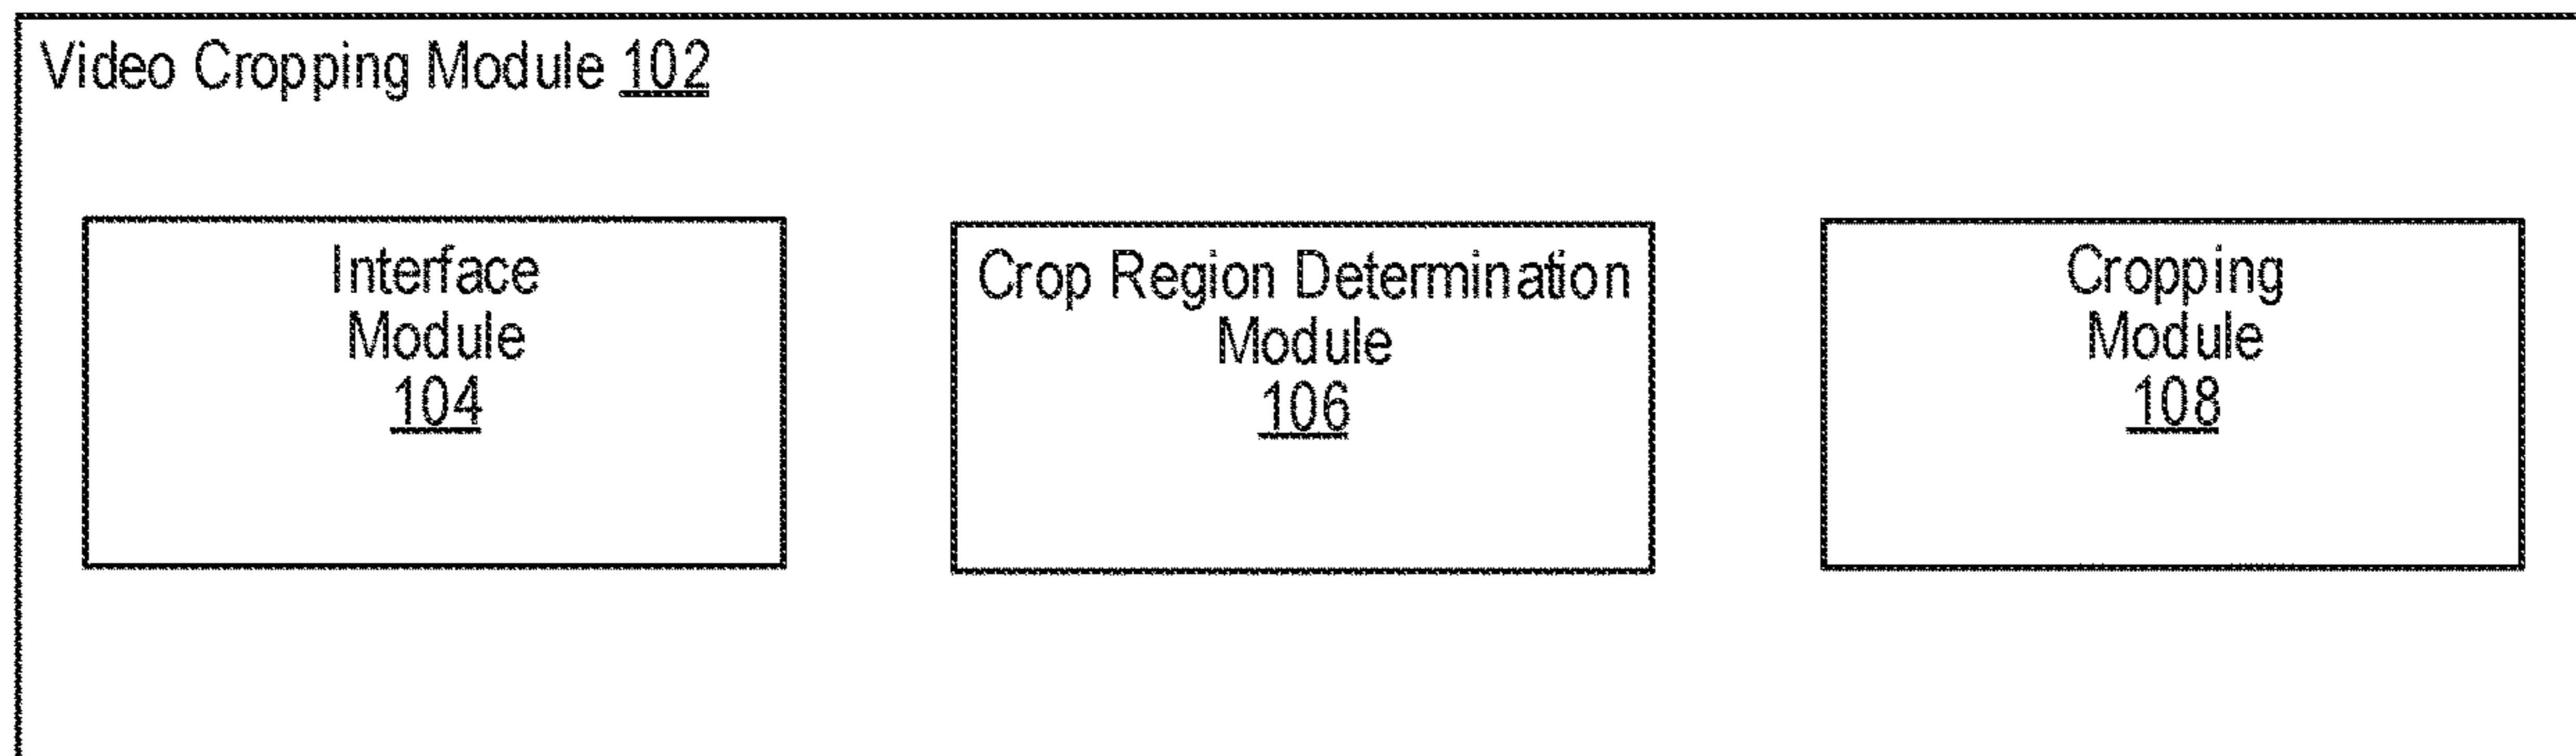 Video Cropping Module 102
Interface
Module
104
Crop Region Determination
Module
106
Cropping
Module
108